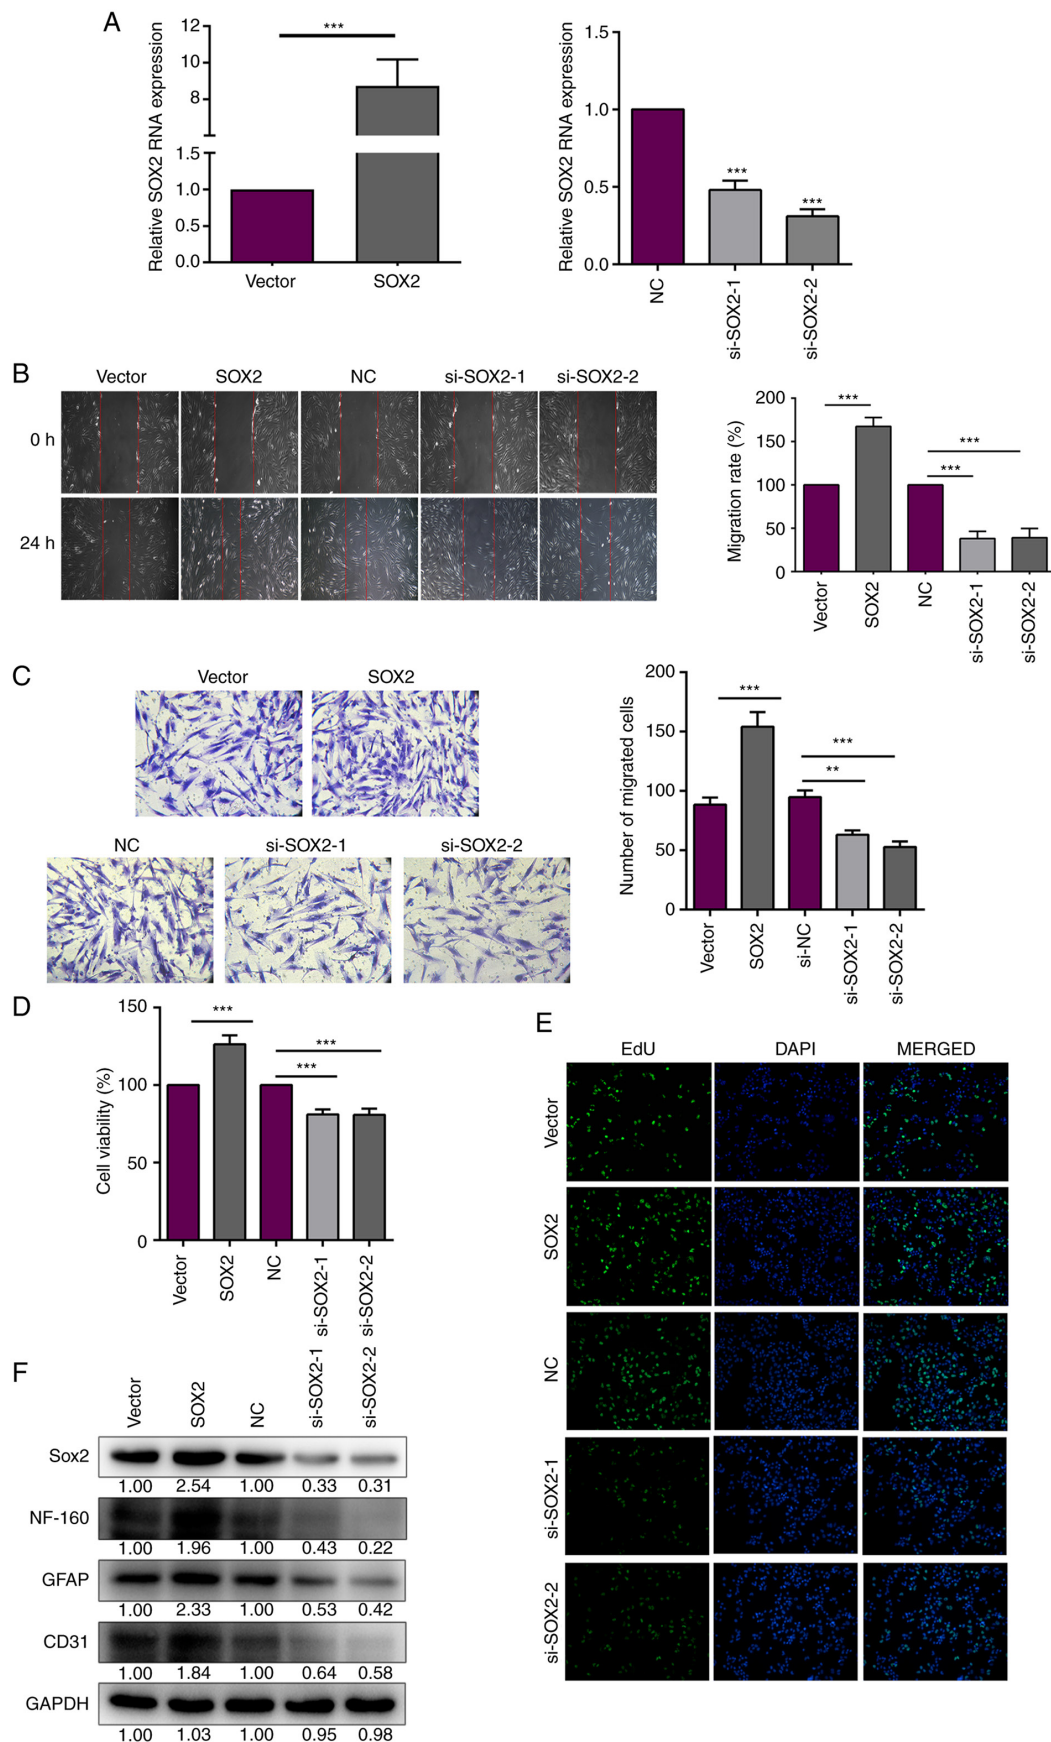 A
Relative SOX2 RNA expression
12
10
8
1.5
1.0
0.5
0.0
***
Vector
SOX2
Relative SOX2 RNA expression
1.5
1.0
0.5
0.0
***
***
NC
si-SOX2-1
si-SOX2-2
B
Vector SOX2 NC si-SOX2-1 si-SOX2-2
0 h
24 h
Migration rate (%)
200
150
100
50
0
***
***
***
Vector
SOX2
NC
si-SOX2-1
si-SOX2-2
C
Vector SOX2
NC si-SOX2-1 si-SOX2-2
Number of migrated cells
200
150
100
50
0
***
***
**
Vector
SOX2
si-NC
si-SOX2-1
si-SOX2-2
D
Cell viability (%)
150
100
50
0
***
***
***
Vector
SOX2
NC
si-SOX2-1
si-SOX2-2
E
EdU DAPI MERGED
Vector
SOX2
NC
si-SOX2-1
si-SOX2-2
F
Vector
SOX2
NC
si-SOX2-1
si-SOX2-2
Sox2
1.00 2.54 1.00 0.33 0.31
NF-160
1.00 1.96 1.00 0.43 0.22
GFAP
1.00 2.33 1.00 0.53 0.42
CD31
1.00 1.84 1.00 0.64 0.58
GAPDH
1.00 1.03 1.00 0.95 0.98